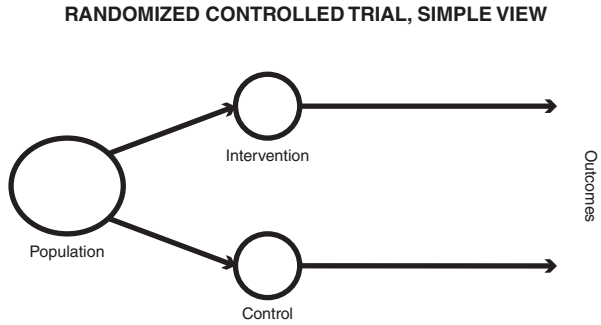 RANDOMIZED CONTROLLED TRIAL, SIMPLE VIEW
Intervention
Outcomes
Population
Control